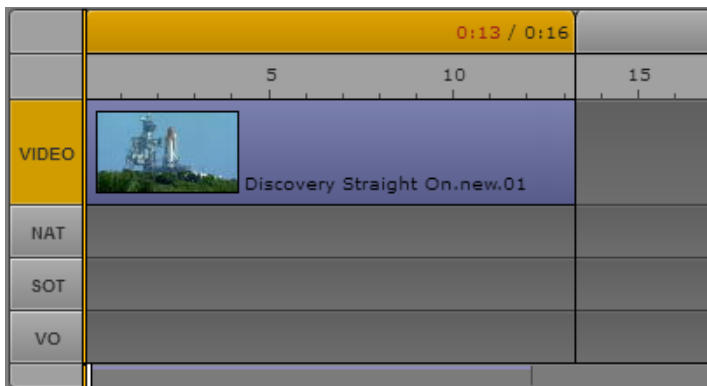 0:13 / 0:16
5 10 15
VIDEO
Discovery Straight On.new.01
NAT
SOT
VO